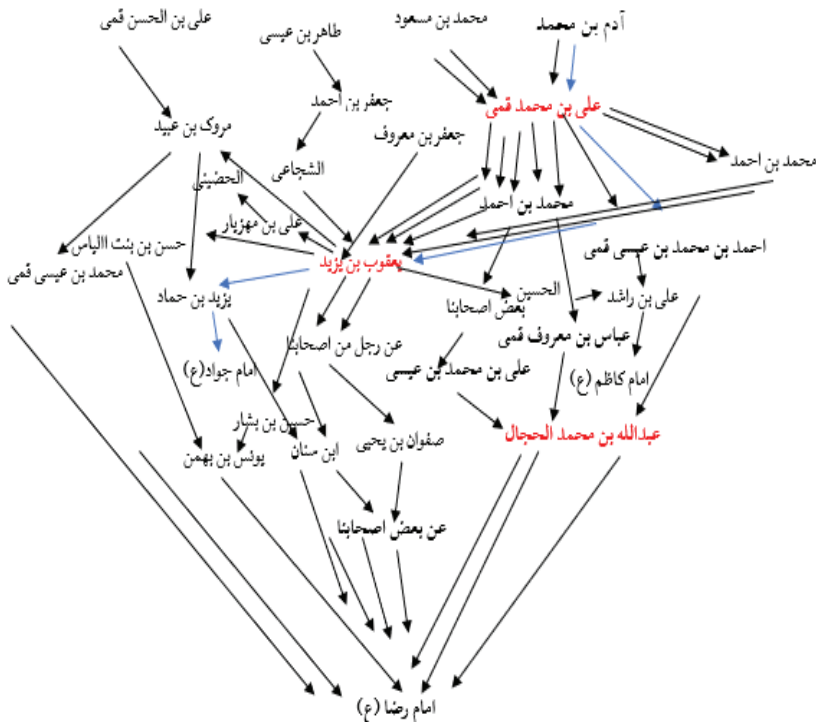 علی بن الحسن قمی
طاهر بن عیسی
محمد بن مسعود
آدم بن محمد
جعفر بن احمد
علی بن محمد قمی
مروک بن عبید
جعفر بن معروف
محمد بن احمد
الشجاعی
الحضینی
محمد بن احمد
علی بن مهزیار
حسن بن بنت االیاس
احمد بن محمد بن عیسی قمی
محمد بن عیسی قمی
یعقوب بن یزید
الحسین
علی بن راشد
یزید بن حماد
بعض اصحابنا
عباس بن معروف قمی
عن رجل من اصحابنا
امام جواد(ع)
علی بن محمد بن عیسی
امام کاظم (ع)
حسین بن بشار
عبدالله بن محمد الحجال
صفوان بن یحیی
ابن سنان
یونس بن بهمن
عن بعض اصحابنا
امام رضا (ع)